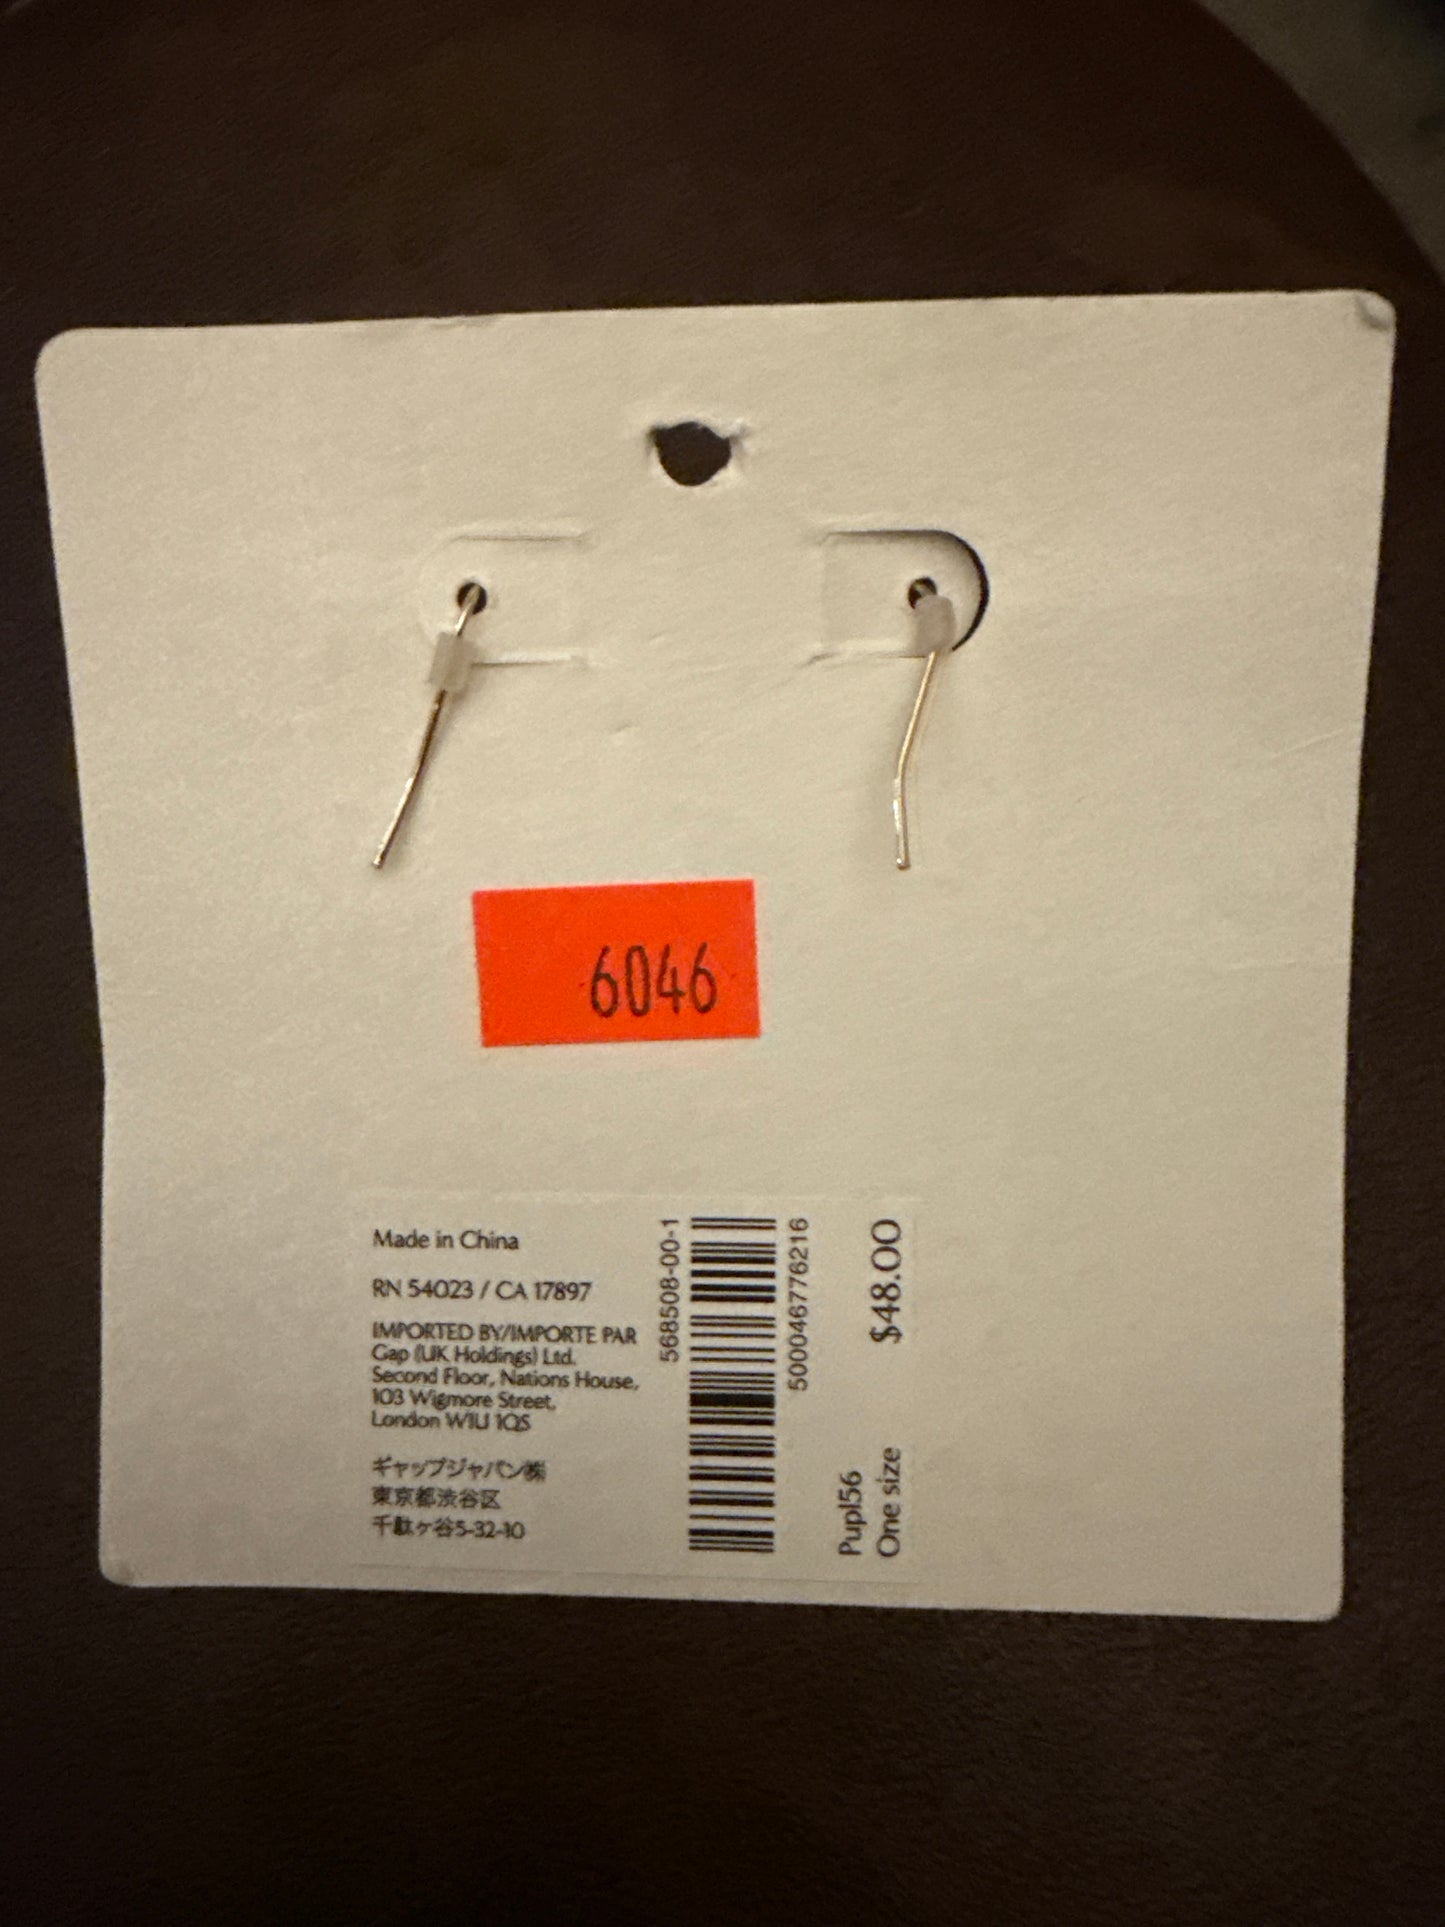 6046
Made in China
RN 54023 / CA 17897
IMPORTED BY/IMPORTE PAR
Gap (UK Holdings) Ltd.
Second Floor, Nations House,
103 Wigmore Street,
London W1U 1QS
ギャップジャパン㈱
東京都渋谷区
千駄ヶ谷5-32-10
568508-00-1
500046776216
$48.00
Pupl56
One size